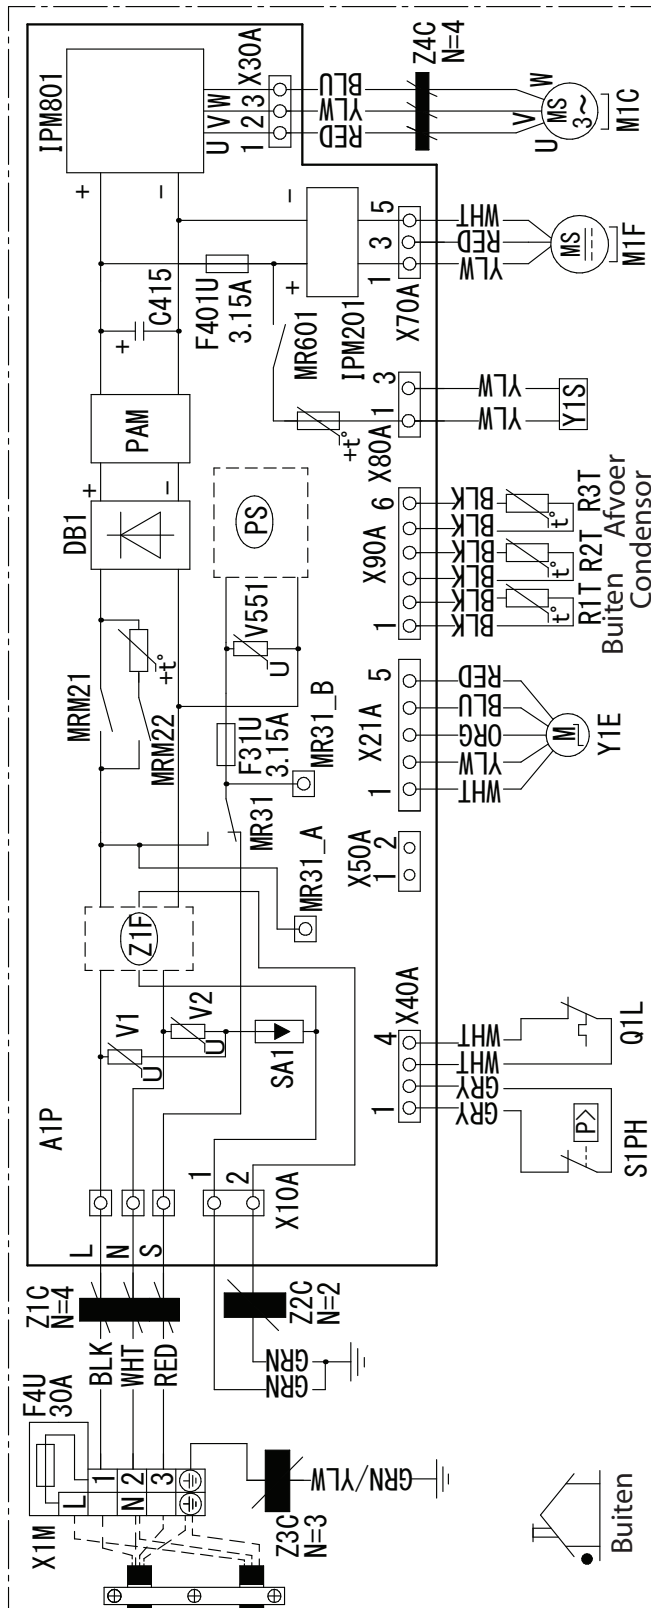 IPM801
+
-
U V W
1 2 3
X30A
RED
YLW
BLU
Z4C
N=4
U
V
W
MS
3~
M1C
+
-
C415
+
F401U
3.15A
MR601
IPM201
-
+
1 3 5
X70A
YLW
RED
WHT
MS
M1F
PAM
+t°
1 3
X80A
YLW
YLW
Y1S
DB1
+
-
PS
V551
U
1 6
X90A
BLK
BLK
BLK
BLK
BLK
BLK
t°
t°
t°
R1T R2T R3T
Buiten
Condensor
Afvoer
MRM21
MRM22
+t°
F31U
3.15A
MR31_B
MR31
MR31_A
1 5
X21A
WHT
YLW
ORG
BLU
RED
M
Y1E
X50A
1 2
Z1F
V1
U
V2
U
SA1
A1P
1 4
X40A
GRY
GRY
WHT
WHT
P>
S1PH
Q1L
L
N
S
1
2
X10A
Z1C
N=4
BLK
WHT
RED
Z2C
N=2
GRN
GRN
F4U
30A
X1M
L
N
1
2
3
Z3C
N=3
GRN/YLW
Buiten